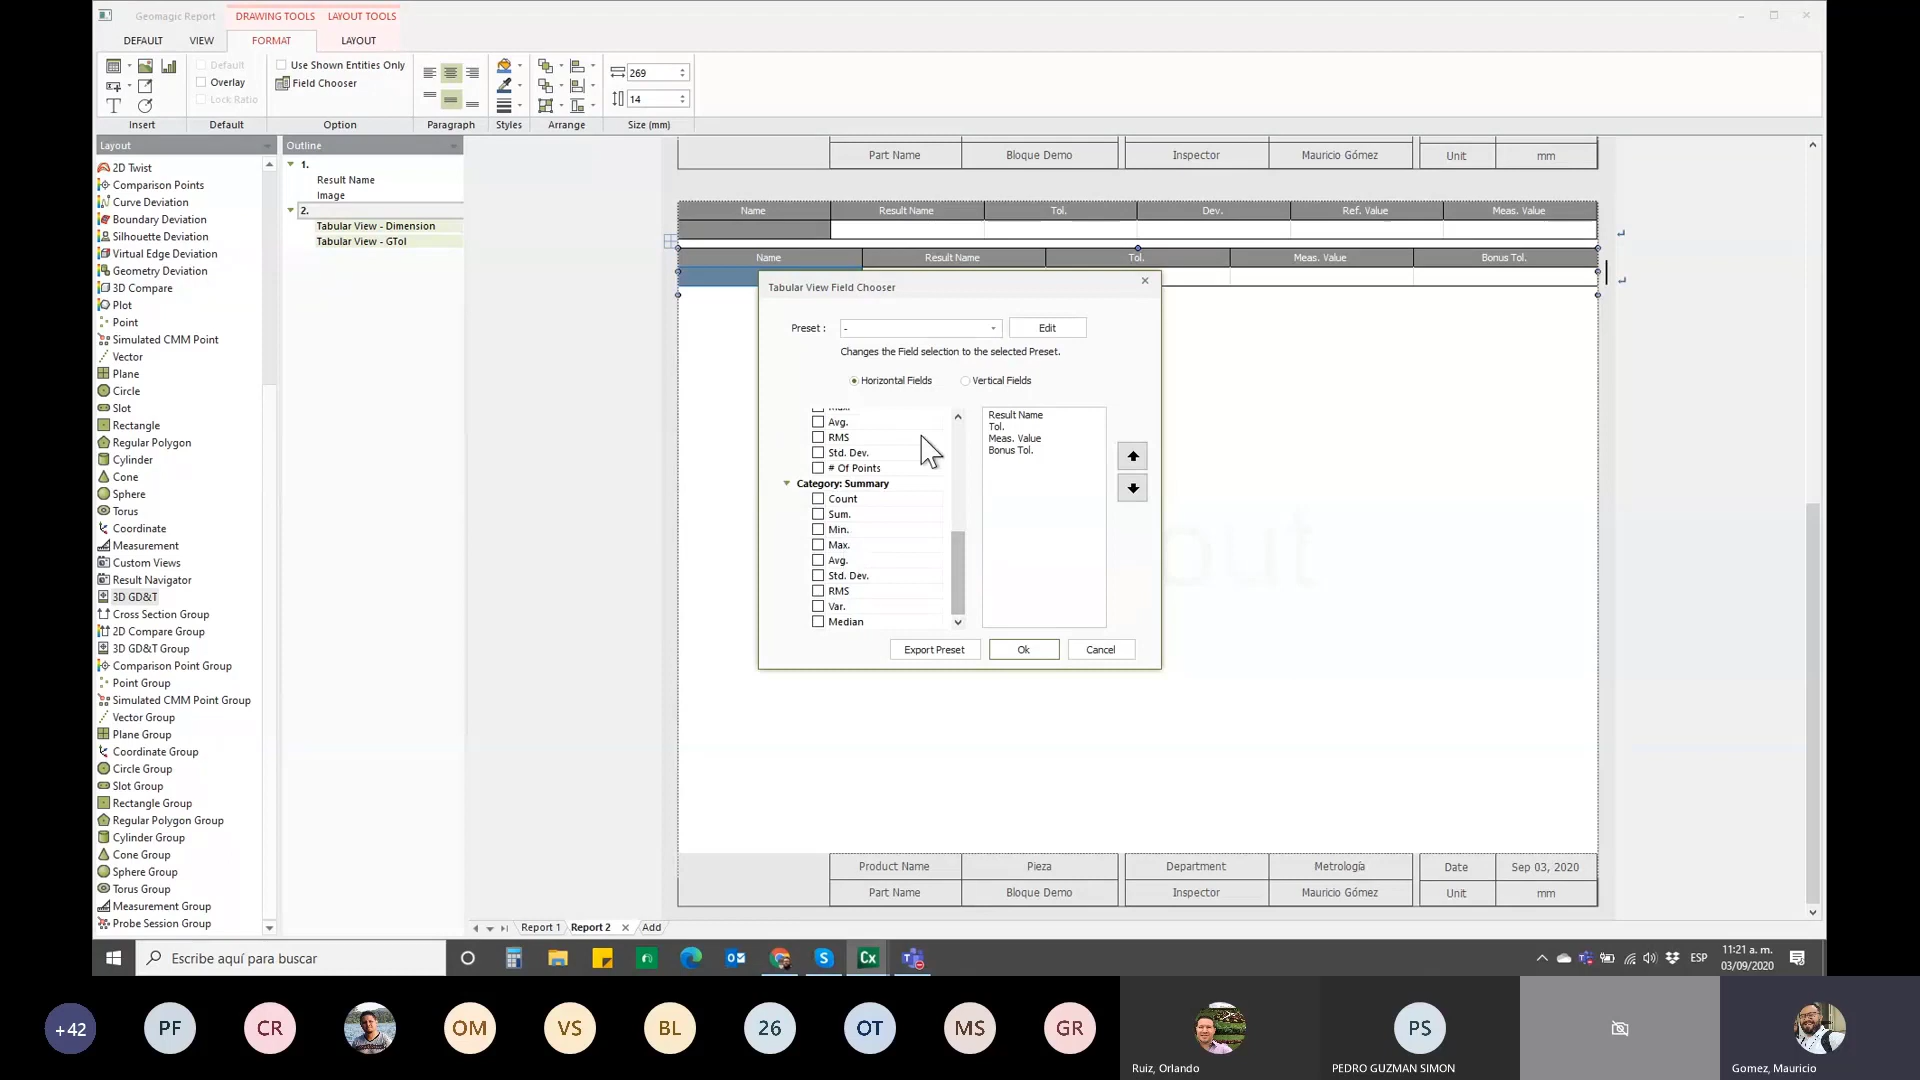 Geomagic Report
DRAWING TOOLS
LAYOUT TOOLS
DEFAULT
VIEW
FORMAT
LAYOUT
Default
Overlay
Lock Ratio
Use Shown Entities Only
Field Chooser
269
14
Insert
Default
Option
Paragraph
Styles
Arrange
Size (mm)
Layout
2D Twist
Comparison Points
Curve Deviation
Boundary Deviation
Silhouette Deviation
Virtual Edge Deviation
Geometry Deviation
3D Compare
Plot
Point
Simulated CMM Point
Vector
Plane
Circle
Slot
Rectangle
Regular Polygon
Cylinder
Cone
Sphere
Torus
Coordinate
Measurement
Custom Views
Result Navigator
3D GD&T
Cross Section Group
2D Compare Group
3D GD&T Group
Comparison Point Group
Point Group
Simulated CMM Point Group
Vector Group
Plane Group
Coordinate Group
Circle Group
Slot Group
Rectangle Group
Regular Polygon Group
Cylinder Group
Cone Group
Sphere Group
Torus Group
Measurement Group
Probe Session Group
Outline
1.
Result Name
Image
2.
Tabular View - Dimension
Tabular View - GTol
Part Name
Bloque Demo
Inspector
Mauricio Gómez
Unit
mm
Name
Result Name
Tol.
Dev.
Ref. Value
Meas. Value
Name
Result Name
Tol.
Meas. Value
Bonus Tol.
Tabular View Field Chooser
Preset :
-
Edit
Changes the Field selection to the selected Preset.
Horizontal Fields
Vertical Fields
Avg.
RMS
Std. Dev.
# Of Points
Category: Summary
Count
Sum.
Min.
Max.
Avg.
Std. Dev.
RMS
Var.
Median
Result Name
Tol.
Meas. Value
Bonus Tol.
Export Preset
Ok
Cancel
out
Product Name
Pieza
Department
Metrología
Date
Sep 03, 2020
Part Name
Bloque Demo
Inspector
Mauricio Gómez
Unit
mm
Report 1
Report 2
Add
Escribe aquí para buscar
Cx
ESP
11:21 a. m.
03/09/2020
+42
PF
CR
OM
VS
BL
26
OT
MS
GR
Ruiz, Orlando
PS
PEDRO GUZMAN SIMON
Gomez, Mauricio